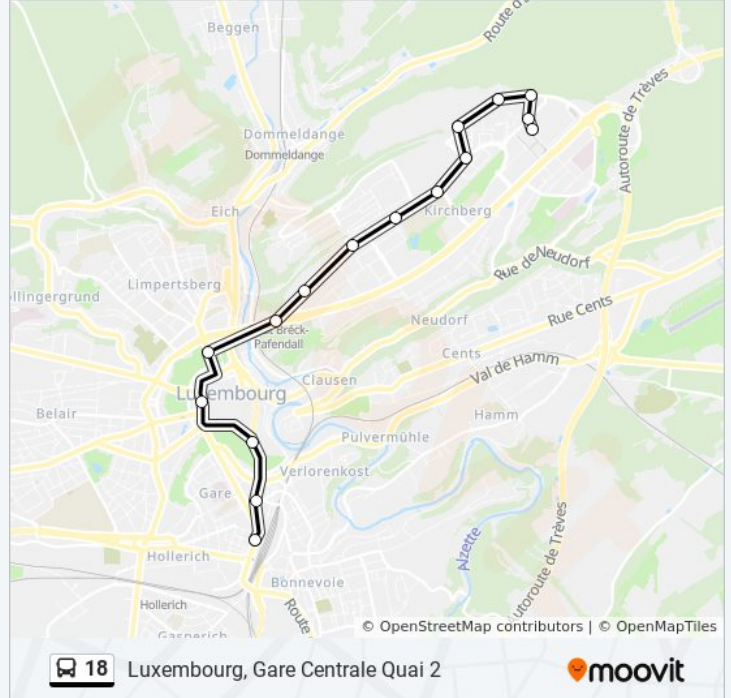 Beggen
Route d'E
Autoroute de Trèves
Dommeldange
Dommeldange
Eich
Kirchberg
Rue de Neudorf
Limpertsberg
ollingergrund
Rue Cents
Neudorf
Bréck-
Pafendall
Cents
Val de Hamm
Clausen
Luxembourg
Belair
Hamm
Pulvermühle
Verlorenkost
Gare
Alzette
utoroute de Trèves
Hollerich
Bonnevoie
Hollerich
Route
Gasperich
© OpenStreetMap contributors | © OpenMapTiles
18 Luxembourg, Gare Centrale Quai 2
moovit